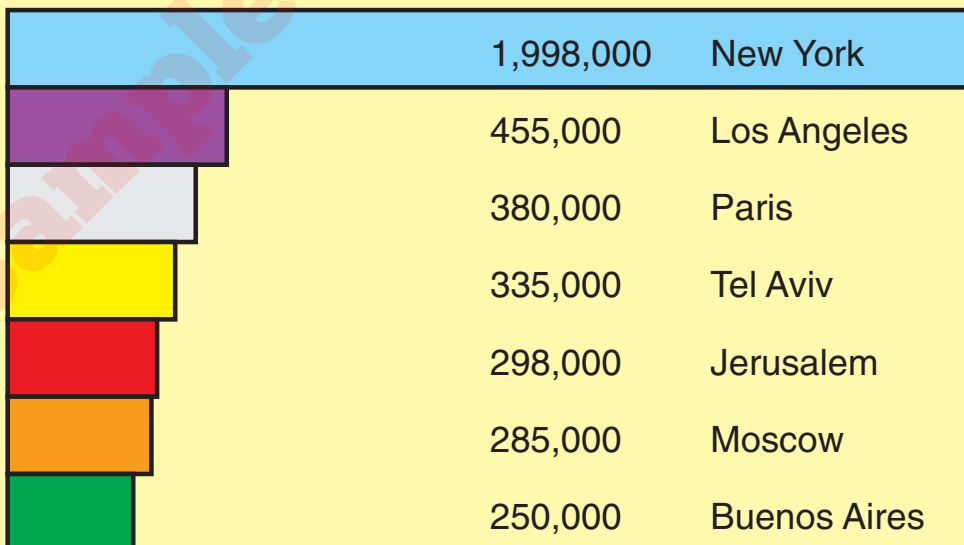 1,998,000 New York
455,000 Los Angeles
380,000 Paris
335,000 Tel Aviv
298,000 Jerusalem
285,000 Moscow
250,000 Buenos Aires